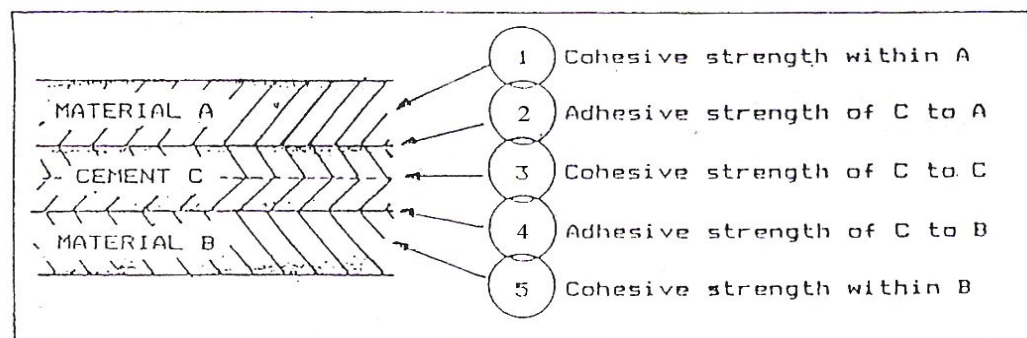 1 Cohesive strength within A
MATERIAL A
2 Adhesive strength of C to A
CEMENT C
3 Cohesive strength of C to C
4 Adhesive strength of C to B
MATERIAL B
5 Cohesive strength within B